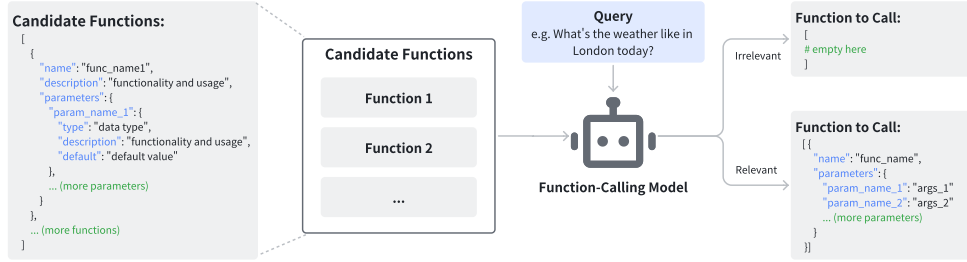 Candidate Functions:
[
{
"name": "func_name1",
"description": "functionality and usage",
"parameters": {
"param_name_1": {
"type": "data type",
"description": "functionality and usage",
"default": "default value"
},
... (more parameters)
}
},
... (more functions)
]
Candidate Functions
Function 1
Function 2
...
Query
e.g. What's the weather like in
London today?
Function-Calling Model
Irrelevant
Relevant
Function to Call:
[
# empty here
]
Function to Call:
[ {
"name": "func_name",
"parameters": {
"param_name_1": "args_1"
"param_name_2": "args_2"
... (more parameters)
}
}]